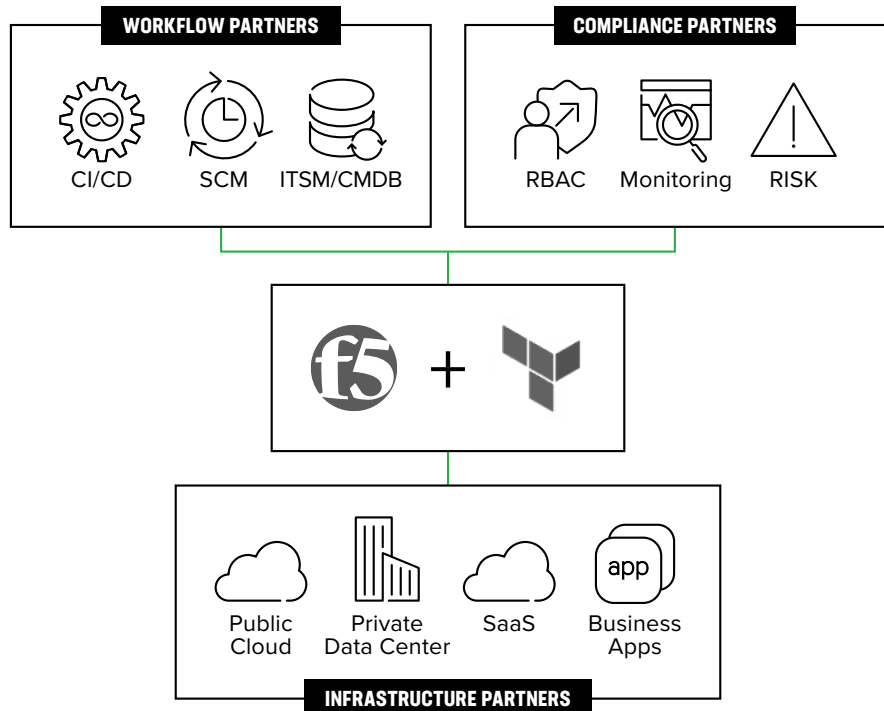 WORKFLOW PARTNERS
CI/CD
SCM
ITSM/CMDB
COMPLIANCE PARTNERS
RBAC
Monitoring
RISK
f5
+
Public
Cloud
Private
Data Center
SaaS
app
Business
Apps
INFRASTRUCTURE PARTNERS